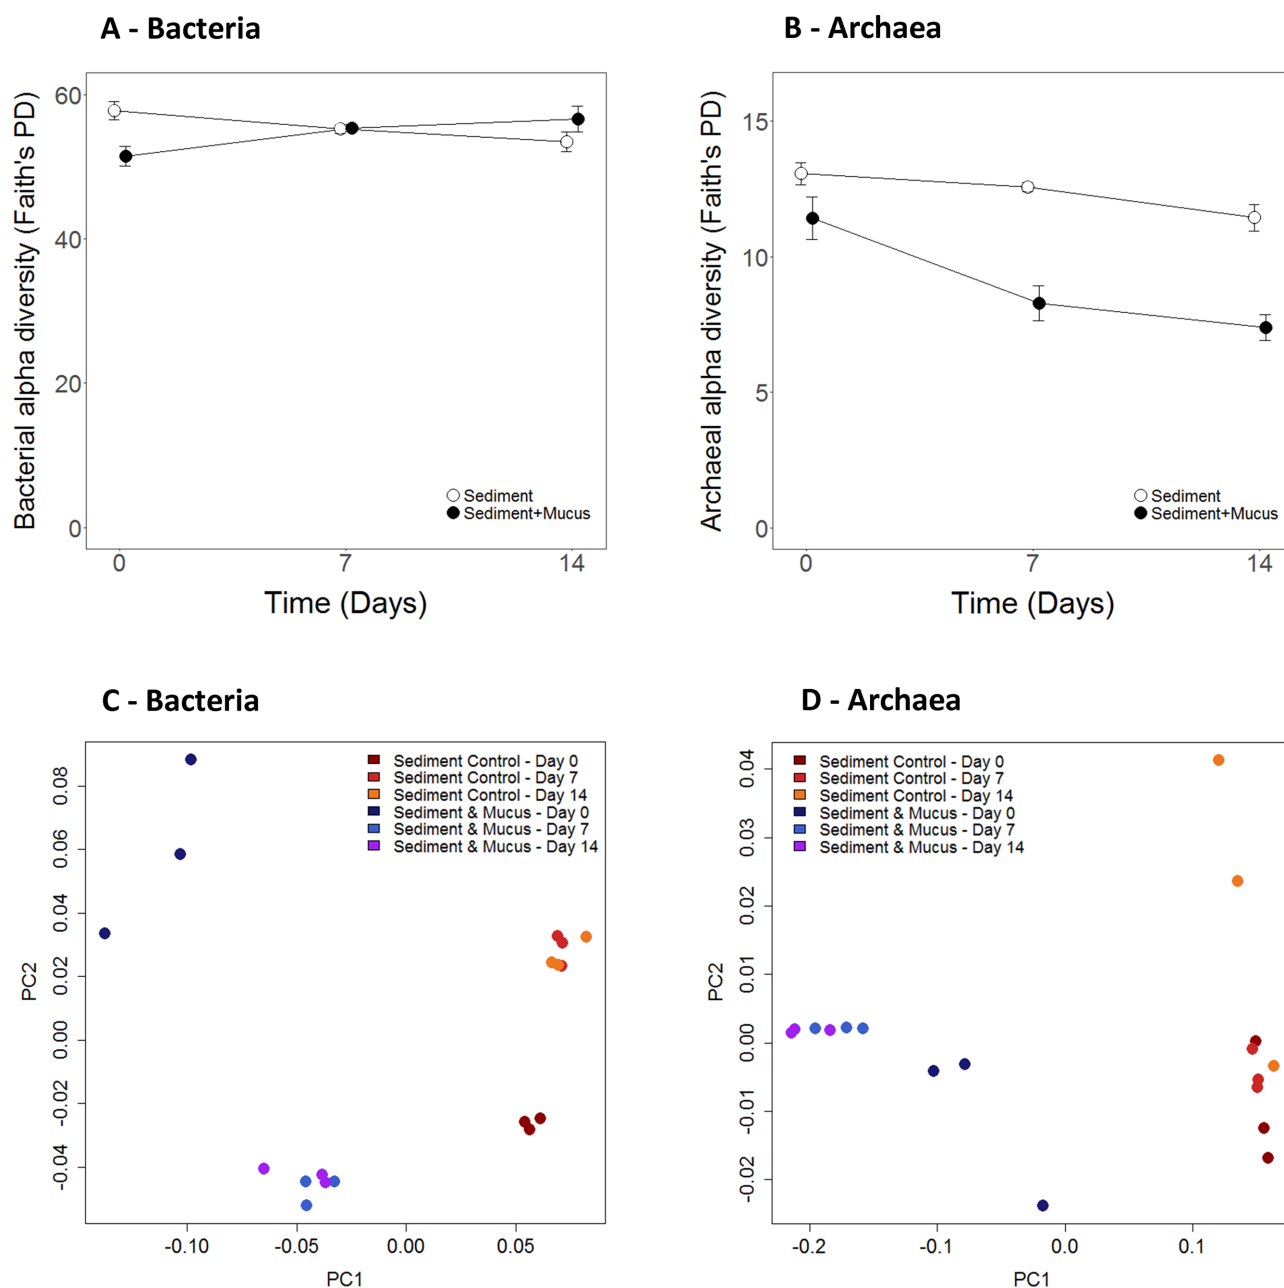 A - Bacteria
Bacterial alpha diversity (Faith's PD)
60
40
20
0
Sediment
Sediment+Mucus
0 7 14
Time (Days)
B - Archaea
Archaeal alpha diversity (Faith's PD)
15
10
5
0
Sediment
Sediment+Mucus
0 7 14
Time (Days)
C - Bacteria
PC2
0.08
0.06
0.04
0.02
0.00
-0.02
-0.04
Sediment Control - Day 0
Sediment Control - Day 7
Sediment Control - Day 14
Sediment & Mucus - Day 0
Sediment & Mucus - Day 7
Sediment & Mucus - Day 14
-0.10 -0.05 0.00 0.05
PC1
D - Archaea
PC2
0.04
0.03
0.02
0.01
0.00
-0.01
-0.02
Sediment Control - Day 0
Sediment Control - Day 7
Sediment Control - Day 14
Sediment & Mucus - Day 0
Sediment & Mucus - Day 7
Sediment & Mucus - Day 14
-0.2 -0.1 0.0 0.1
PC1